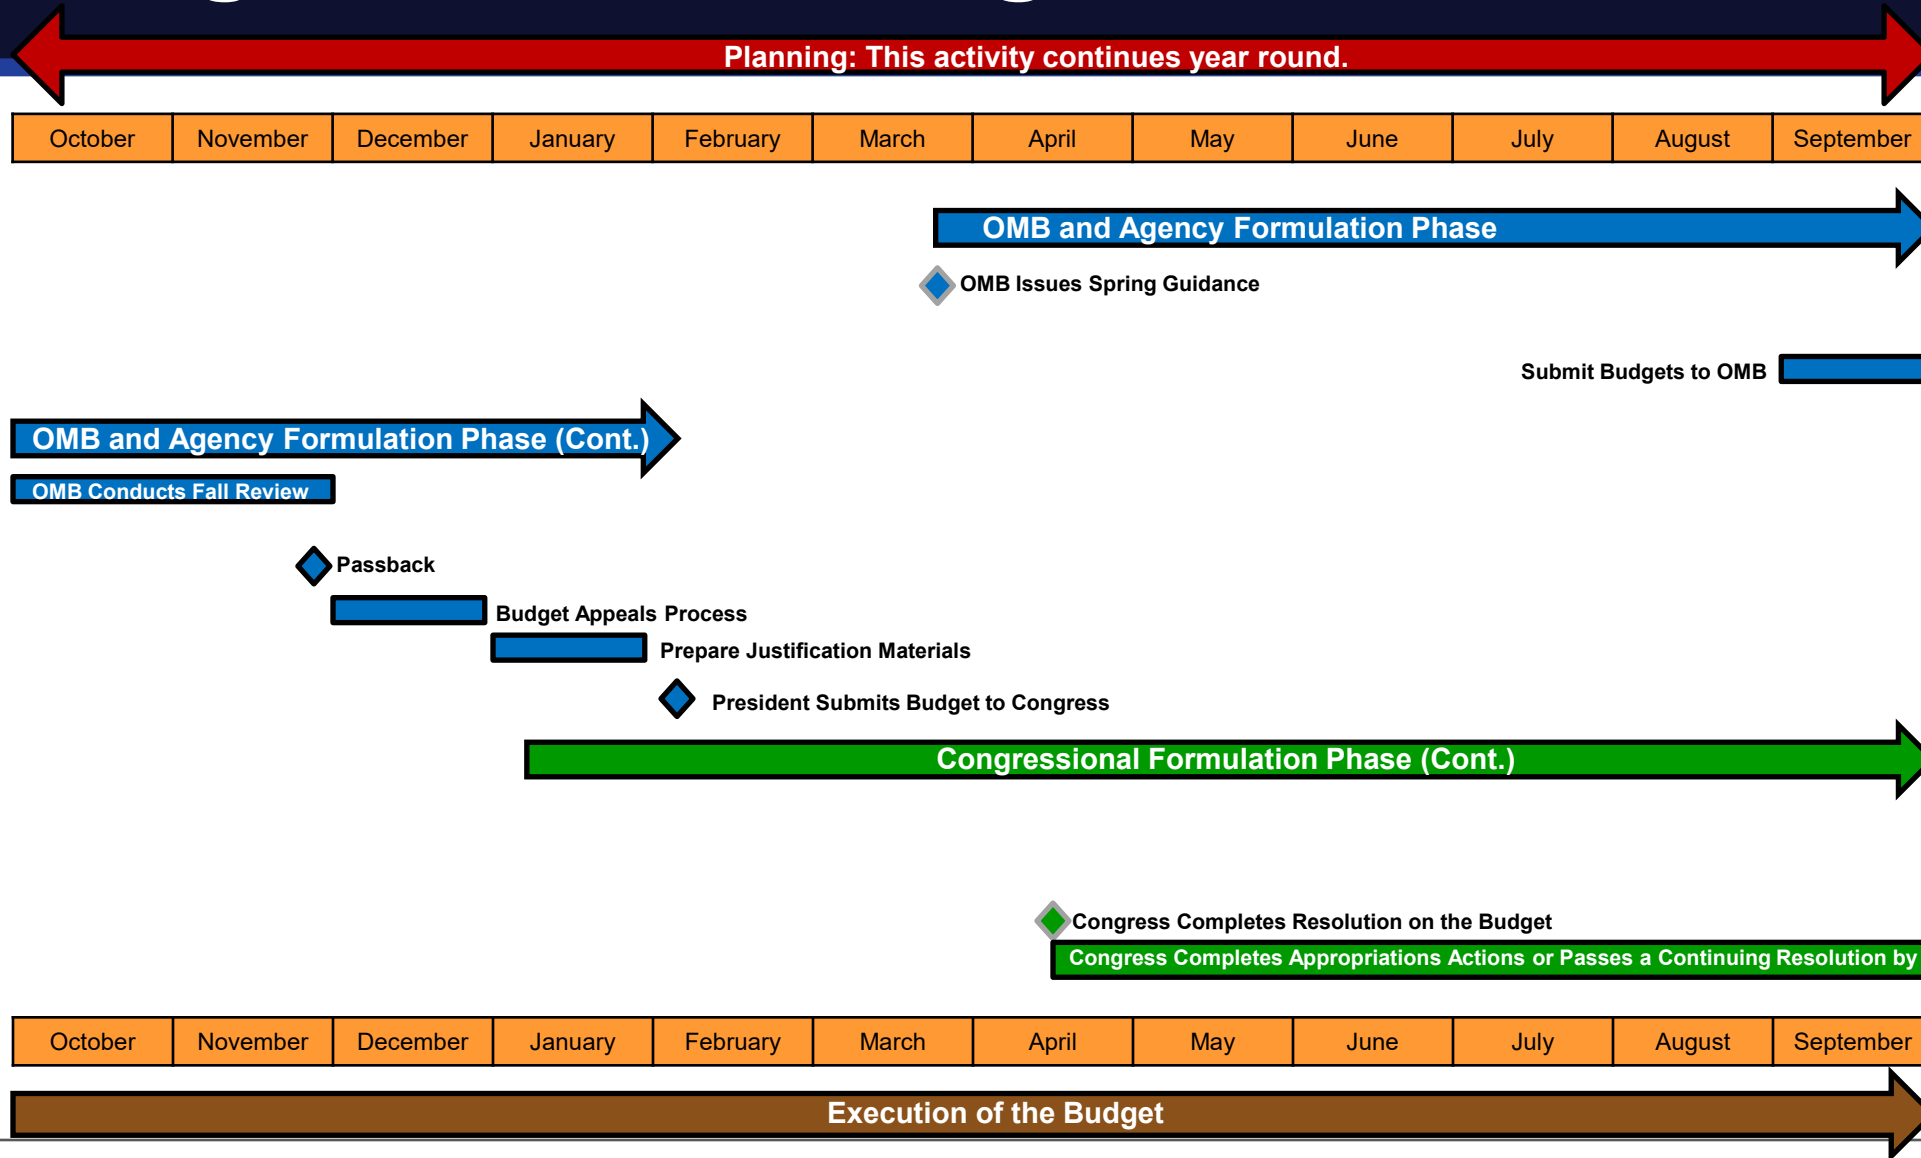 Planning: This activity continues year round.
October November December January February March April May June July August September
OMB and Agency Formulation Phase
OMB Issues Spring Guidance
Submit Budgets to OMB
OMB and Agency Formulation Phase (Cont.)
OMB Conducts Fall Review
Passback
Budget Appeals Process
Prepare Justification Materials
President Submits Budget to Congress
Congressional Formulation Phase (Cont.)
Congress Completes Resolution on the Budget
Congress Completes Appropriations Actions or Passes a Continuing Resolution by
October November December January February March April May June July August September
Execution of the Budget